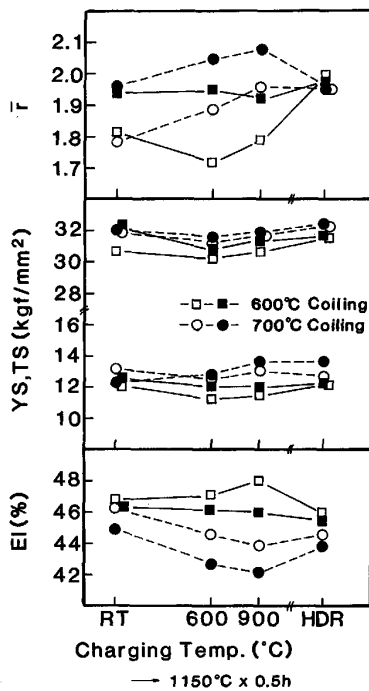 2.1
2.0
r̄
1.9
1.8
1.7
32
30
28
YS,TS (kgf/mm²)
600°C Coiling
700°C Coiling
16
14
12
10
48
46
El(%)
44
42
RT 600 900 HDR
Charging Temp. (°C)
→ 1150°C x 0.5h